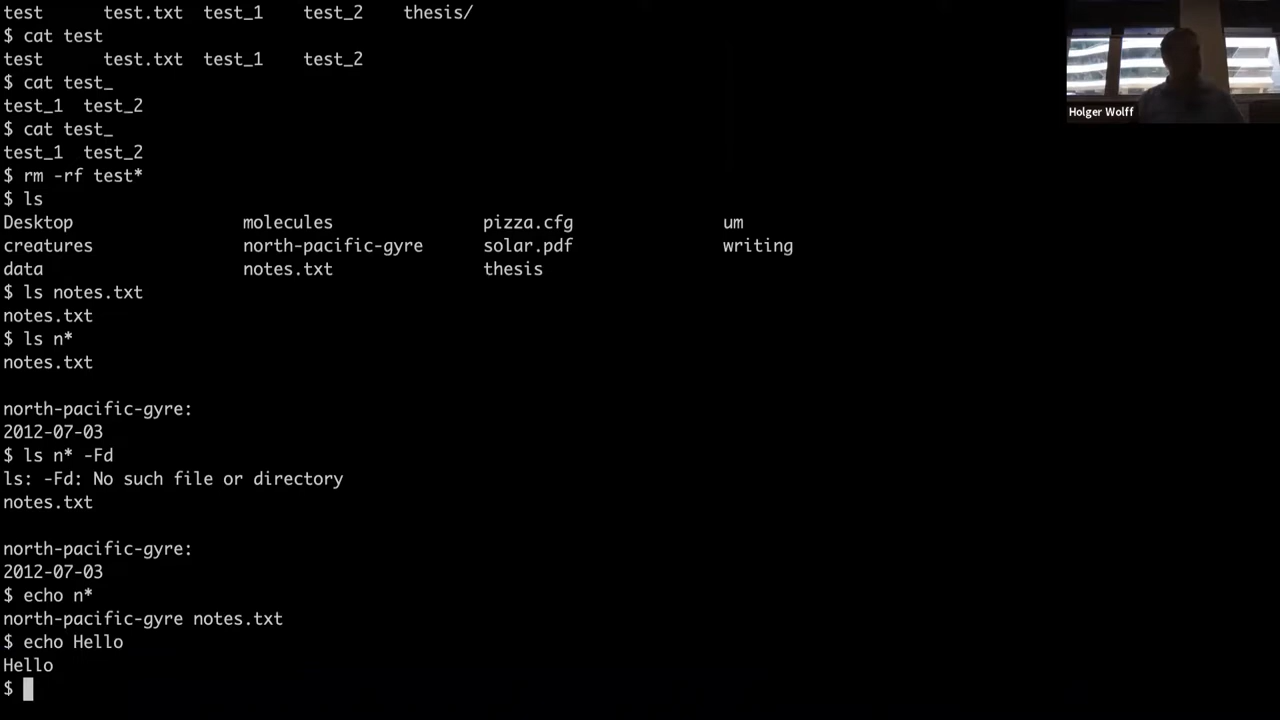 test      test.txt  test_1    test_2    thesis/
$ cat test
test      test.txt  test_1    test_2
$ cat test_
test_1  test_2
$ cat test_
test_1  test_2
$ rm -rf test*
$ ls
Desktop                 molecules               pizza.cfg               um
creatures               north-pacific-gyre      solar.pdf               writing
data                    notes.txt               thesis
$ ls notes.txt
notes.txt
$ ls n*
notes.txt
north-pacific-gyre:
2012-07-03
$ ls n* -Fd
ls: -Fd: No such file or directory
notes.txt
north-pacific-gyre:
2012-07-03
$ echo n*
north-pacific-gyre notes.txt
$ echo Hello
Hello
$
Holger Wolff